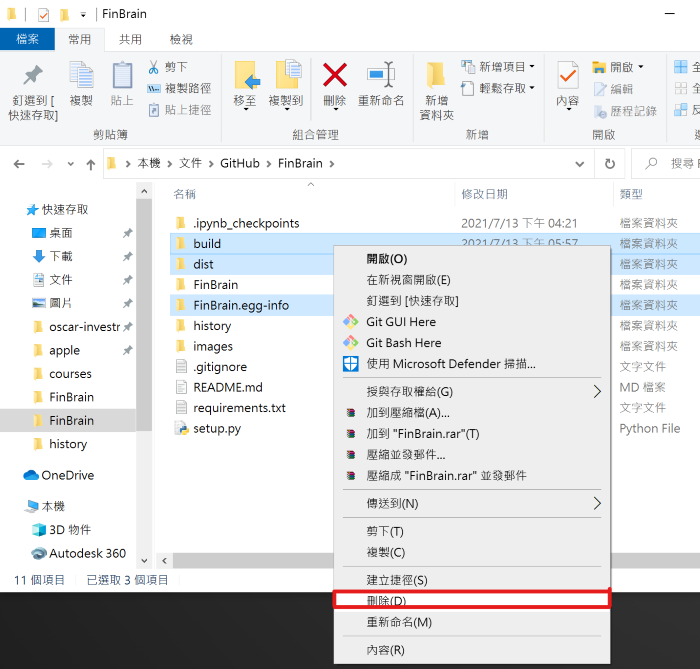 FinBrain
檔案 常用 共用 檢視
釘選到 [
快速存取]
複製
貼上
剪下
複製路徑
貼上捷徑
剪貼簿
移至
複製到
刪除
重新命名
組合管理
新增
資料夾
新增項目
輕鬆存取
新增
內容
開啟
編輯
歷程記錄
開啟
本機 > 文件 > GitHub > FinBrain >
搜尋
名稱 修改日期 類型
快速存取
桌面
下載
文件
圖片
oscar-investr
apple
courses
FinBrain
FinBrain
history
OneDrive
本機
3D 物件
Autodesk 360
.ipynb_checkpoints 2021/7/13 下午 04:21 檔案資料夾
build 2021/7/13 下午 05:57 檔案資料夾
dist 檔案資料夾
FinBrain 檔案資料夾
FinBrain.egg-info 檔案資料夾
history 檔案資料夾
images 檔案資料夾
.gitignore 文字文件
README.md MD 檔案
requirements.txt 文字文件
setup.py Python File
開啟(O)
在新視窗開啟(E)
釘選到 [快速存取]
Git GUI Here
Git Bash Here
使用 Microsoft Defender 掃描...
授與存取權給(G)
加到壓縮檔(A)...
加到 "FinBrain.rar"(T)
壓縮並發郵件...
壓縮成 "FinBrain.rar" 並發郵件
傳送到(N)
剪下(T)
複製(C)
建立捷徑(S)
刪除(D)
重新命名(M)
內容(R)
11 個項目 已選取 3 個項目